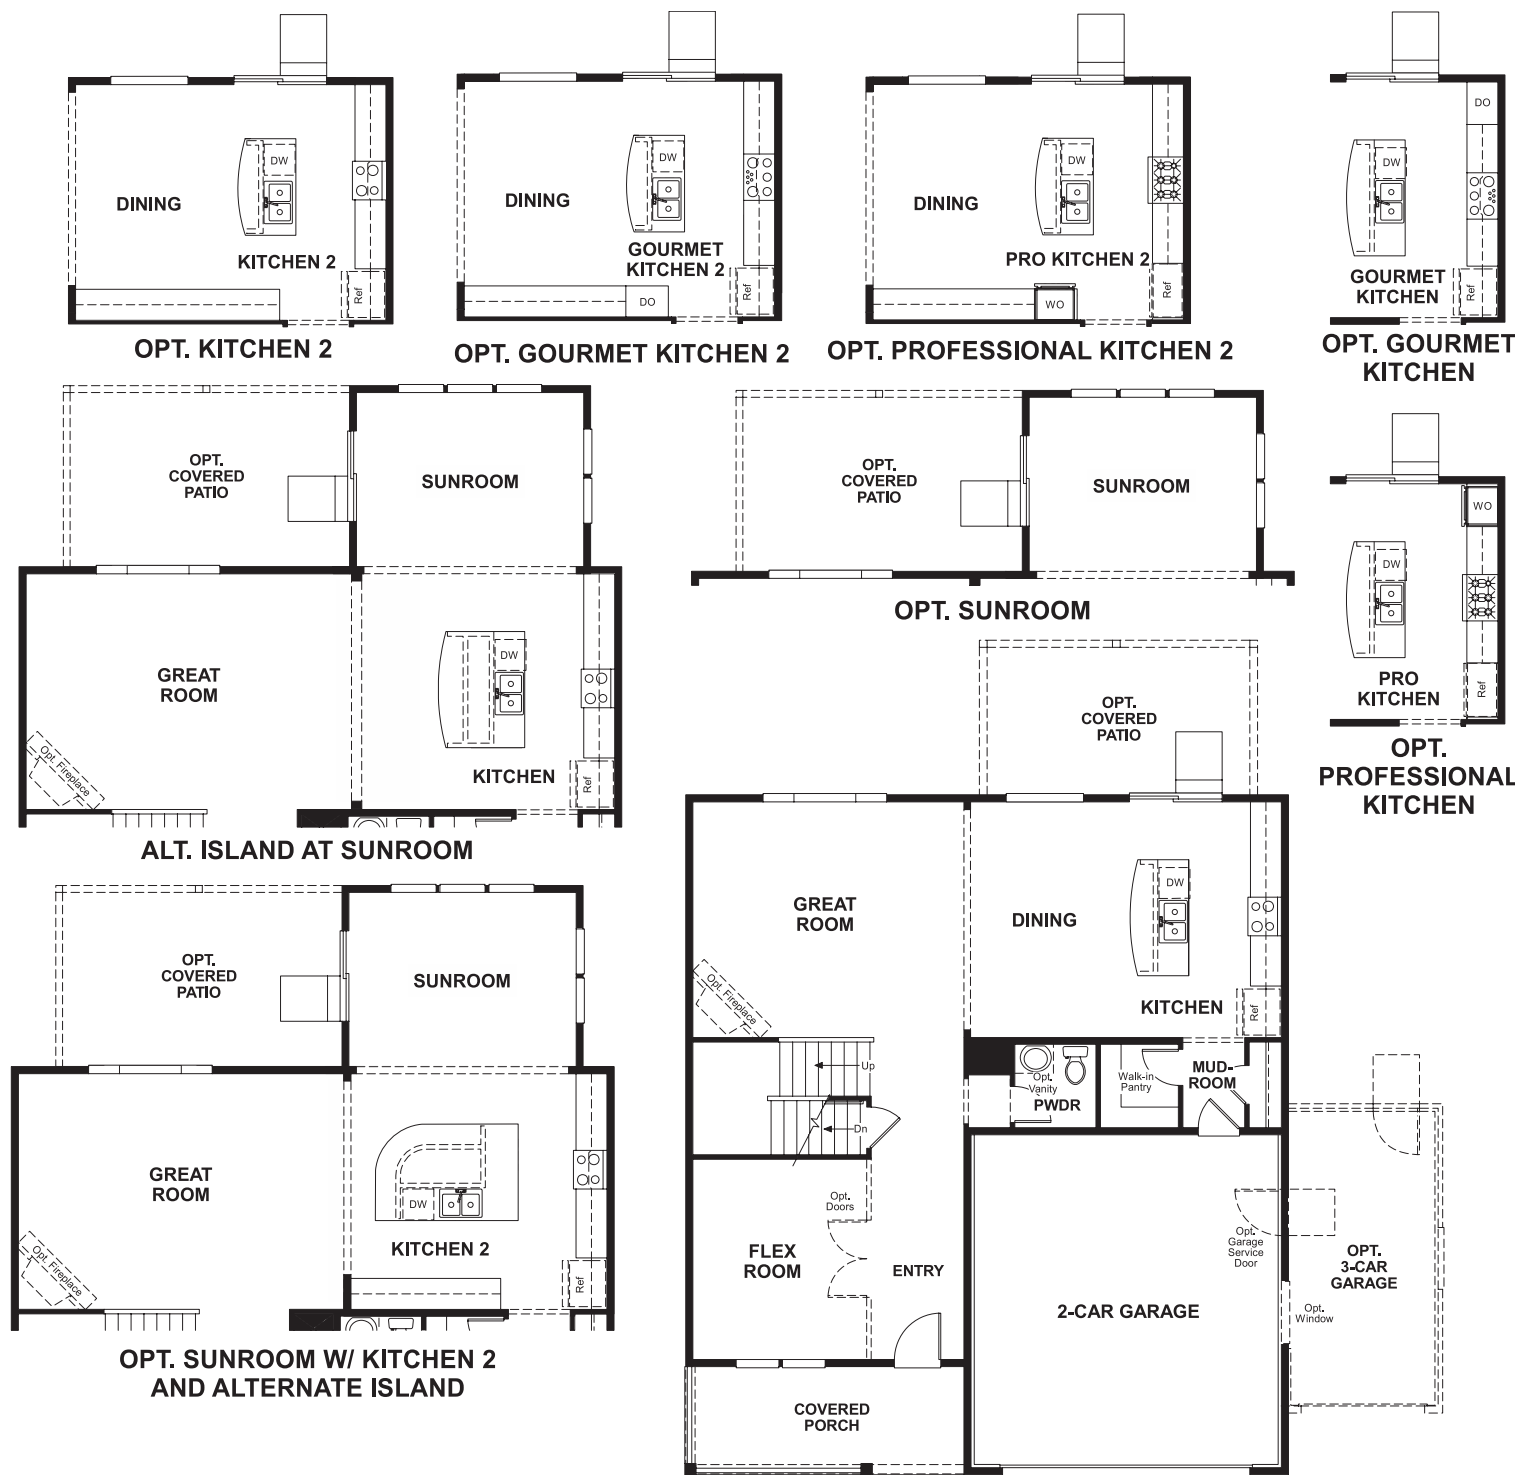 DW
DINING
KITCHEN 2
Ref
OPT. KITCHEN 2
DW
DINING
GOURMET
KITCHEN 2
DO
Ref
OPT. GOURMET KITCHEN 2
DW
DINING
PRO KITCHEN 2
WO
Ref
OPT. PROFESSIONAL KITCHEN 2
DO
DW
GOURMET
KITCHEN
Ref
OPT. GOURMET
KITCHEN
OPT.
COVERED
PATIO
SUNROOM
GREAT
ROOM
DW
Opt. Fireplace
KITCHEN
Ref
ALT. ISLAND AT SUNROOM
OPT.
COVERED
PATIO
SUNROOM
OPT. SUNROOM
WO
DW
PRO
KITCHEN
Ref
OPT.
PROFESSIONAL
KITCHEN
OPT.
COVERED
PATIO
SUNROOM
GREAT
ROOM
DW
KITCHEN 2
Opt. Fireplace
Ref
OPT. SUNROOM W/ KITCHEN 2
AND ALTERNATE ISLAND
OPT.
COVERED
PATIO
GREAT
ROOM
DINING
DW
Opt. Fireplace
KITCHEN
Ref
Up
Opt.
Vanity
PWDR
Walk-in
Pantry
MUD-
ROOM
Dn
Opt.
Doors
FLEX
ROOM
ENTRY
2-CAR GARAGE
Opt.
Garage
Service
Door
OPT.
3-CAR
GARAGE
Opt.
Window
COVERED
PORCH